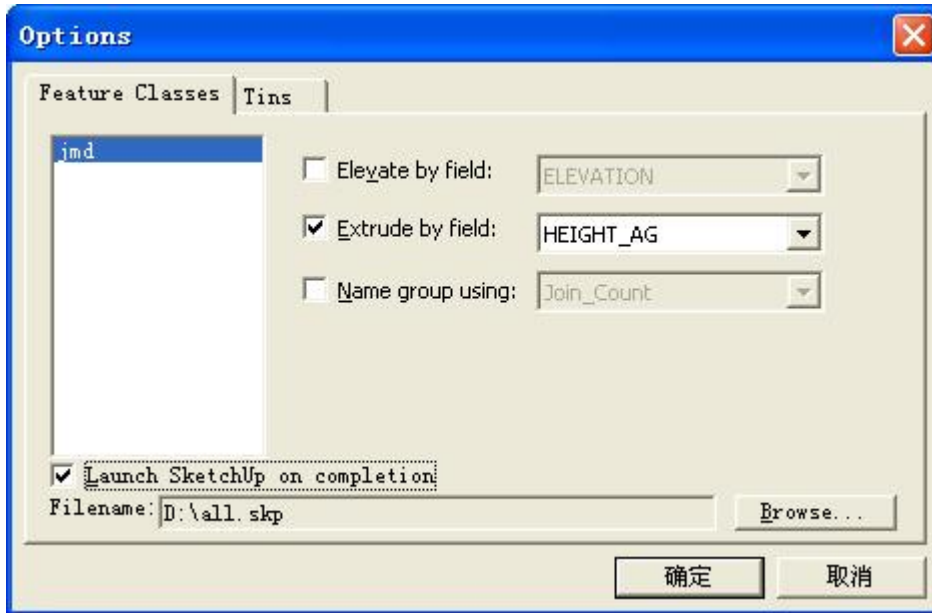 Options
Feature Classes Tins
jmd
Elevate by field: ELEVATION
Extrude by field: HEIGHT_AG
Name group using: Join_Count
Launch SketchUp on completion
Filename: D:\all.skp Browse...
确定 取消